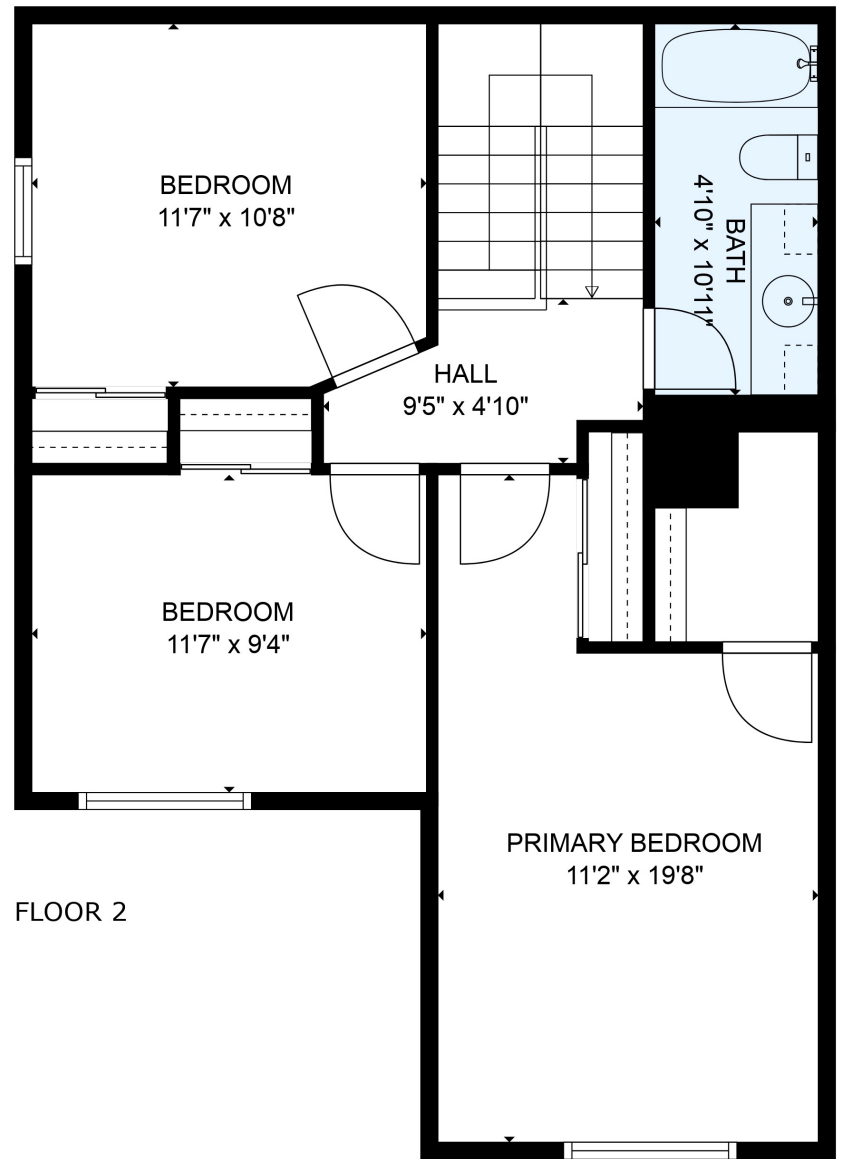 BEDROOM
11'7" x 10'8"
BATH
4'10" x 10'11"
HALL
9'5" x 4'10"
BEDROOM
11'7" x 9'4"
PRIMARY BEDROOM
11'2" x 19'8"
FLOOR 2